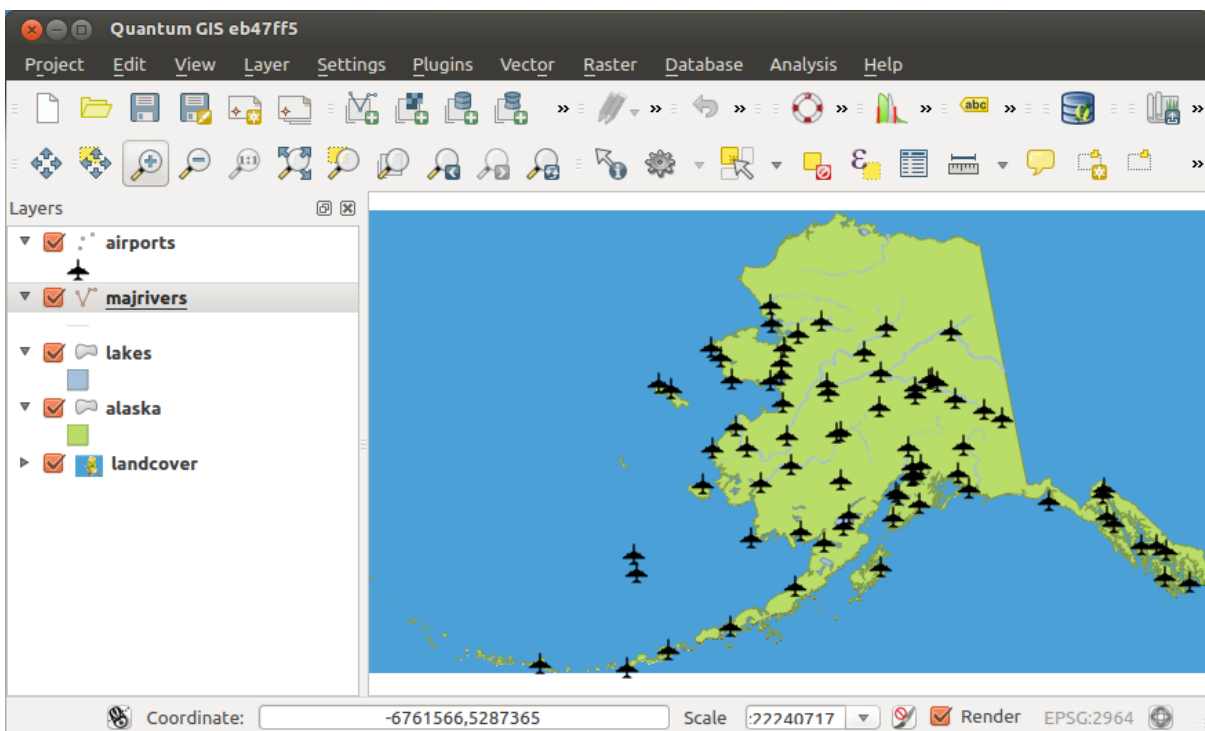 Quantum GIS eb47ff5
Project Edit View Layer Settings Plugins Vector Raster Database Analysis Help
abc
1:1
ε
Layers
airports
majrivers
lakes
alaska
landcover
Coordinate: -6761566,5287365 Scale :22240717 Render EPSG:2964